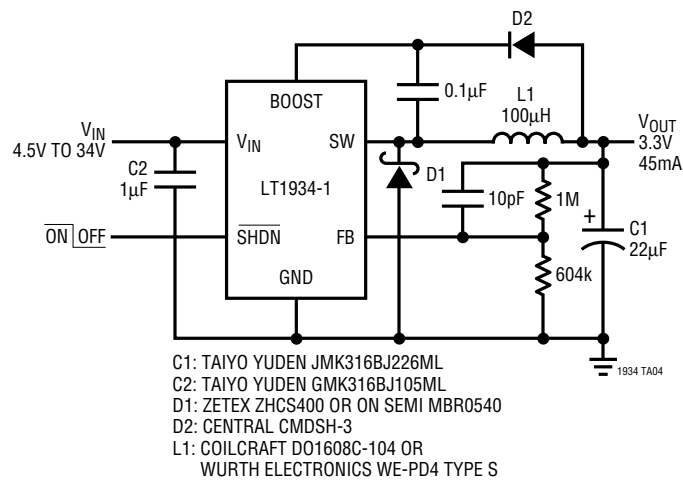 D2
BOOST
0.1µF
L1
100µH
VIN
4.5V TO 34V
VIN
SW
VOUT
3.3V
45mA
C2
1µF
LT1934-1
D1
10pF
1M
ON OFF
SHDN
FB
+
C1
22µF
604k
GND
1934 TA04
C1: TAIYO YUDEN JMK316BJ226ML
C2: TAIYO YUDEN GMK316BJ105ML
D1: ZETEX ZHCS400 OR ON SEMI MBR0540
D2: CENTRAL CMDSH-3
L1: COILCRAFT DO1608C-104 OR
WURTH ELECTRONICS WE-PD4 TYPE S